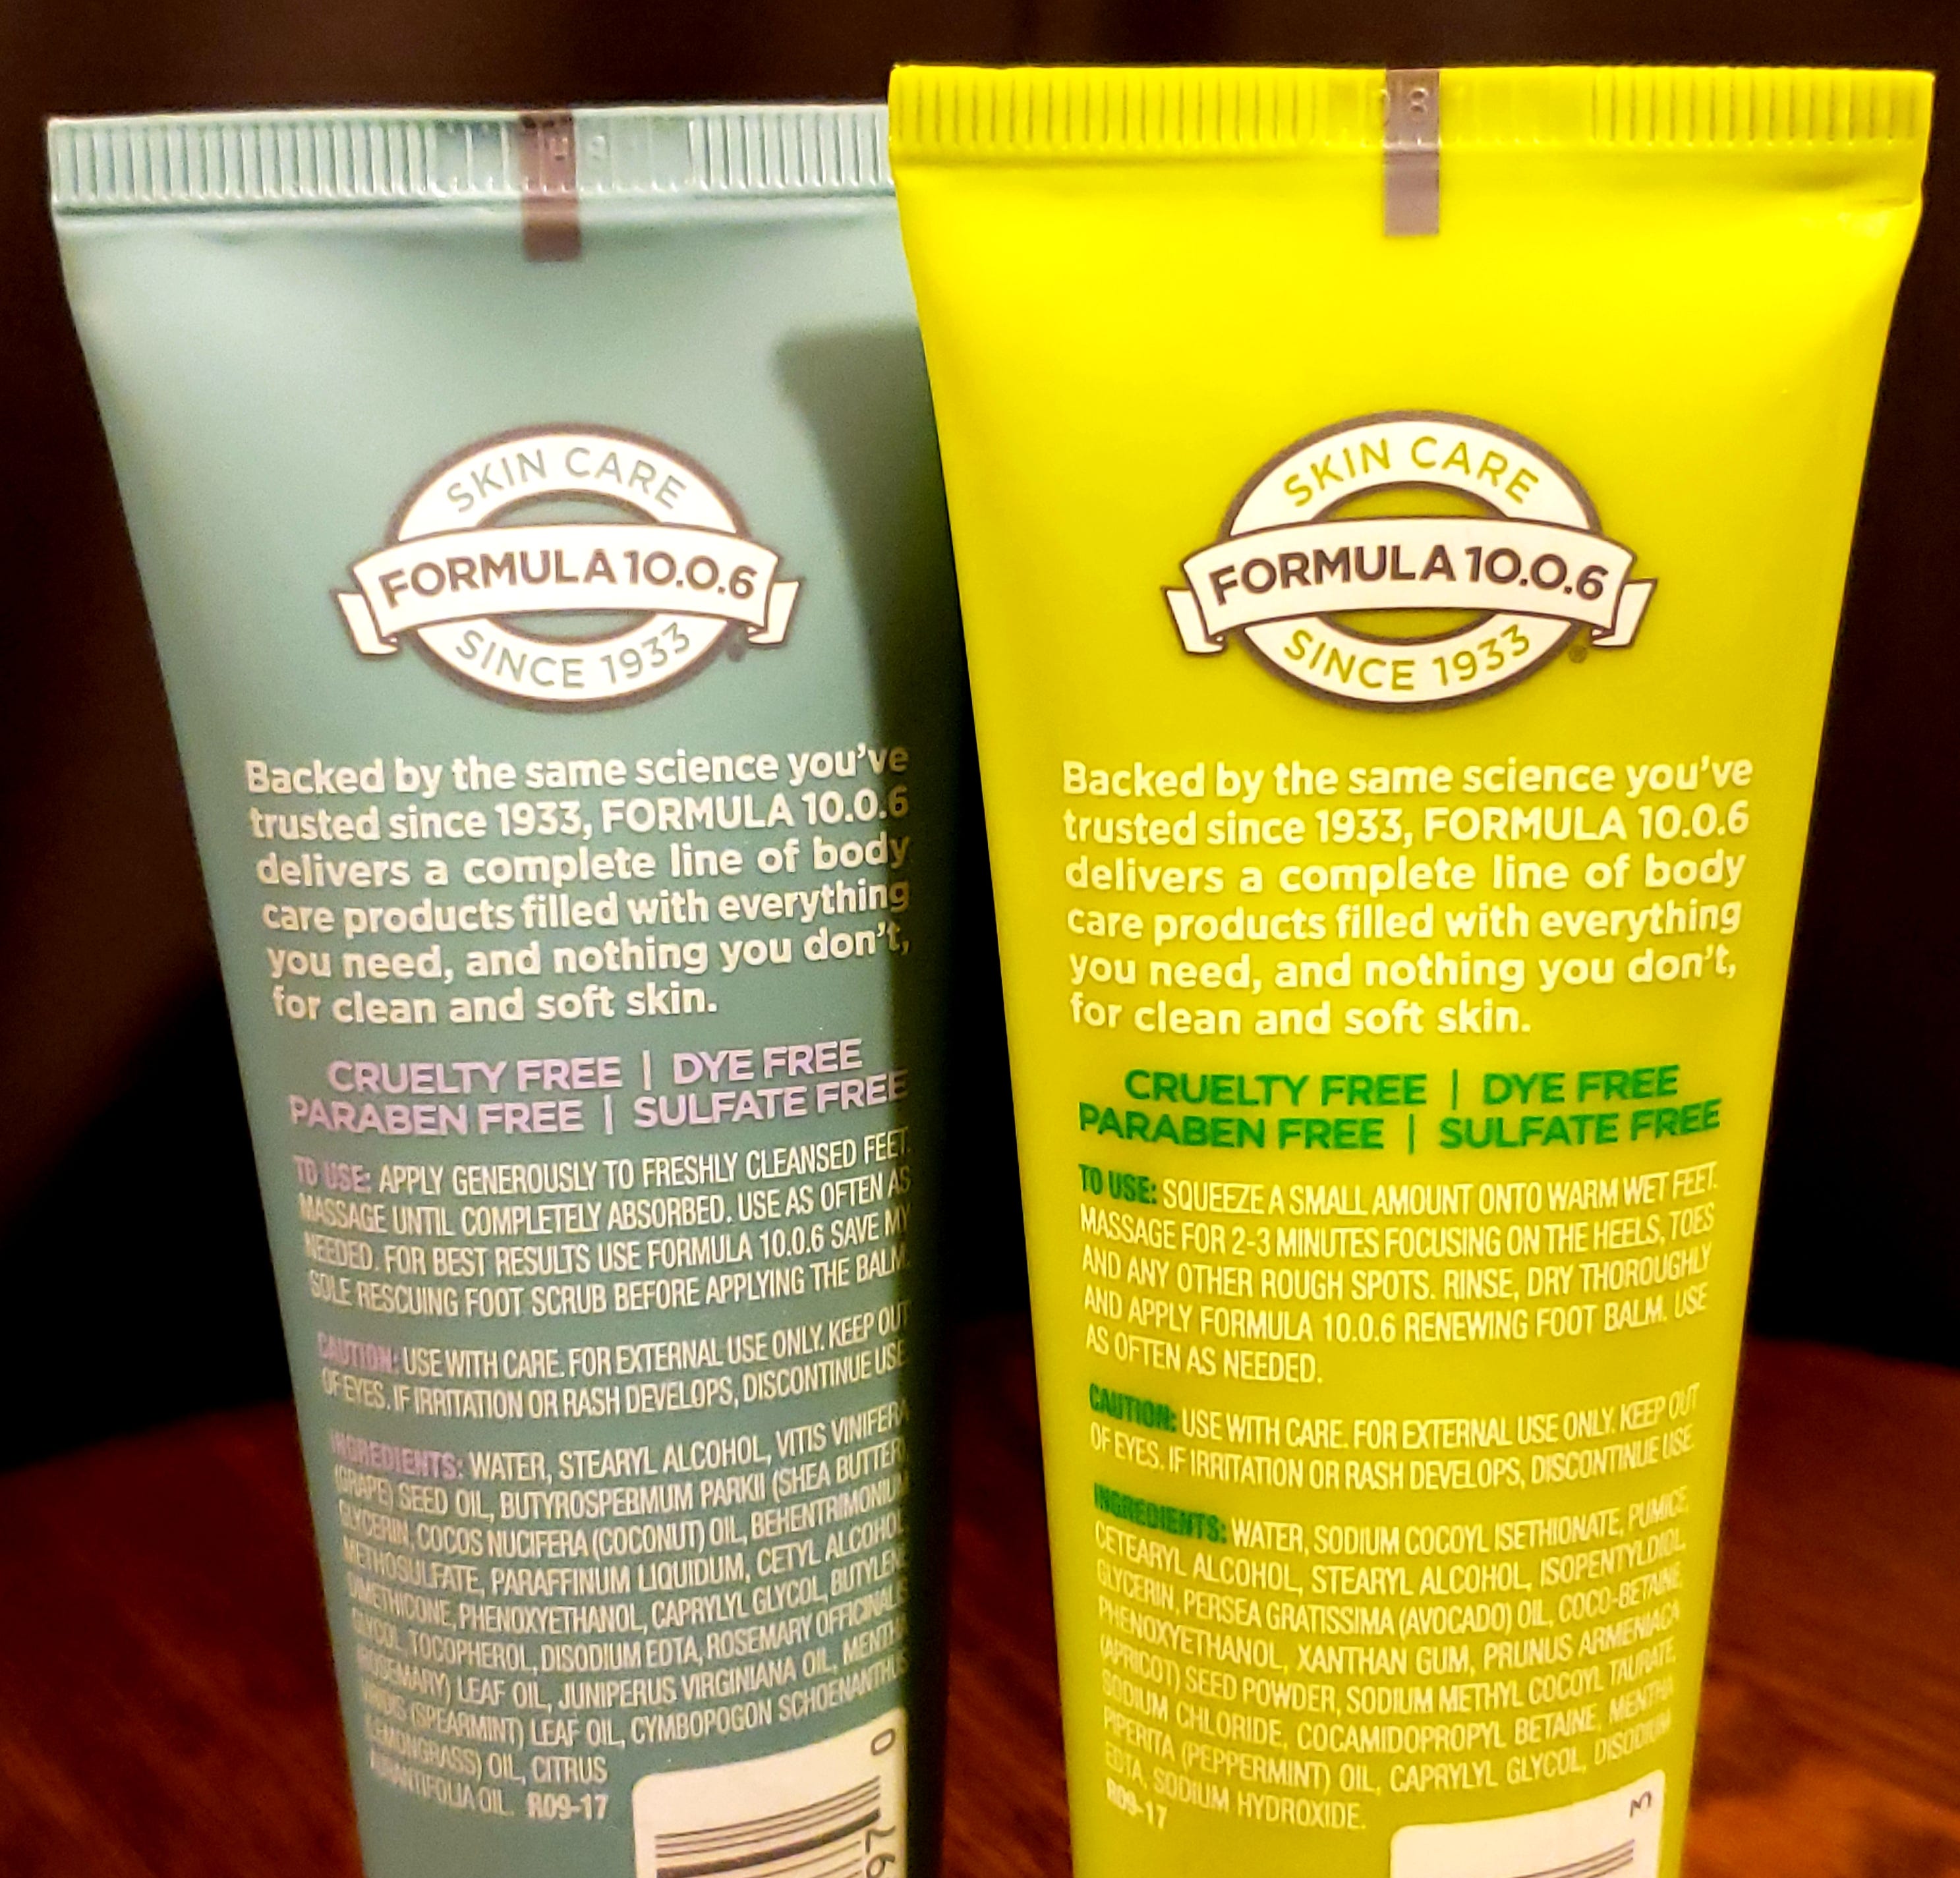 SKIN CARE
FORMULA 10.0.6
SINCE 1933
Backed by the same science you've
trusted since 1933, FORMULA 10.0.6
delivers a complete line of body
care products filled with everything
you need, and nothing you don't,
for clean and soft skin.
CRUELTY FREE | DYE FREE
PARABEN FREE | SULFATE FREE
TO USE: APPLY GENEROUSLY TO FRESHLY CLEANSED FEET.
MASSAGE UNTIL COMPLETELY ABSORBED. USE AS OFTEN AS
NEEDED. FOR BEST RESULTS USE FORMULA 10.0.6 SAVE MY
SOLE RESCUING FOOT SCRUB BEFORE APPLYING THE BALM.
CAUTION: USE WITH CARE. FOR EXTERNAL USE ONLY. KEEP OUT
OF EYES. IF IRRITATION OR RASH DEVELOPS, DISCONTINUE USE.
INGREDIENTS: WATER, STEARYL ALCOHOL, VITIS VINIFERA
(GRAPE) SEED OIL, BUTYROSPERMUM PARKII (SHEA BUTTER),
GLYCERIN, COCOS NUCIFERA (COCONUT) OIL, BEHENTRIMONIUM
METHOSULFATE, PARAFFINUM LIQUIDUM, CETYL ALCOHOL,
DIMETHICONE, PHENOXYETHANOL, CAPRYLYL GLYCOL, BUTYLENE
GLYCOL, TOCOPHEROL, DISODIUM EDTA, ROSEMARY OFFICINALIS
(ROSEMARY) LEAF OIL, JUNIPERUS VIRGINIANA OIL, MENTHA
VIRIDIS (SPEARMINT) LEAF OIL, CYMBOPOGON SCHOENANTHUS
(LEMONGRASS) OIL, CITRUS
AURANTIFOLIA OIL. R09-17
0
76
8
SKIN CARE
FORMULA 10.0.6
SINCE 1933
Backed by the same science you've
trusted since 1933, FORMULA 10.0.6
delivers a complete line of body
care products filled with everything
you need, and nothing you don't,
for clean and soft skin.
CRUELTY FREE | DYE FREE
PARABEN FREE | SULFATE FREE
TO USE: SQUEEZE A SMALL AMOUNT ONTO WARM WET FEET.
MASSAGE FOR 2-3 MINUTES FOCUSING ON THE HEELS, TOES
AND ANY OTHER ROUGH SPOTS. RINSE, DRY THOROUGHLY
AND APPLY FORMULA 10.0.6 RENEWING FOOT BALM. USE
AS OFTEN AS NEEDED.
CAUTION: USE WITH CARE. FOR EXTERNAL USE ONLY. KEEP OUT
OF EYES. IF IRRITATION OR RASH DEVELOPS, DISCONTINUE USE.
INGREDIENTS: WATER, SODIUM COCOYL ISETHIONATE, PUMICE,
CETEARYL ALCOHOL, STEARYL ALCOHOL, ISOPENTYLDIOL,
GLYCERIN, PERSEA GRATISSIMA (AVOCADO) OIL, COCO-BETAINE,
PHENOXYETHANOL, XANTHAN GUM, PRUNUS ARMENIACA
(APRICOT) SEED POWDER, SODIUM METHYL COCOYL TAURATE,
SODIUM CHLORIDE, COCAMIDOPROPYL BETAINE, MENTHA
PIPERITA (PEPPERMINT) OIL, CAPRYLYL GLYCOL, DISODIUM
EDTA, SODIUM HYDROXIDE.
R09-17
3